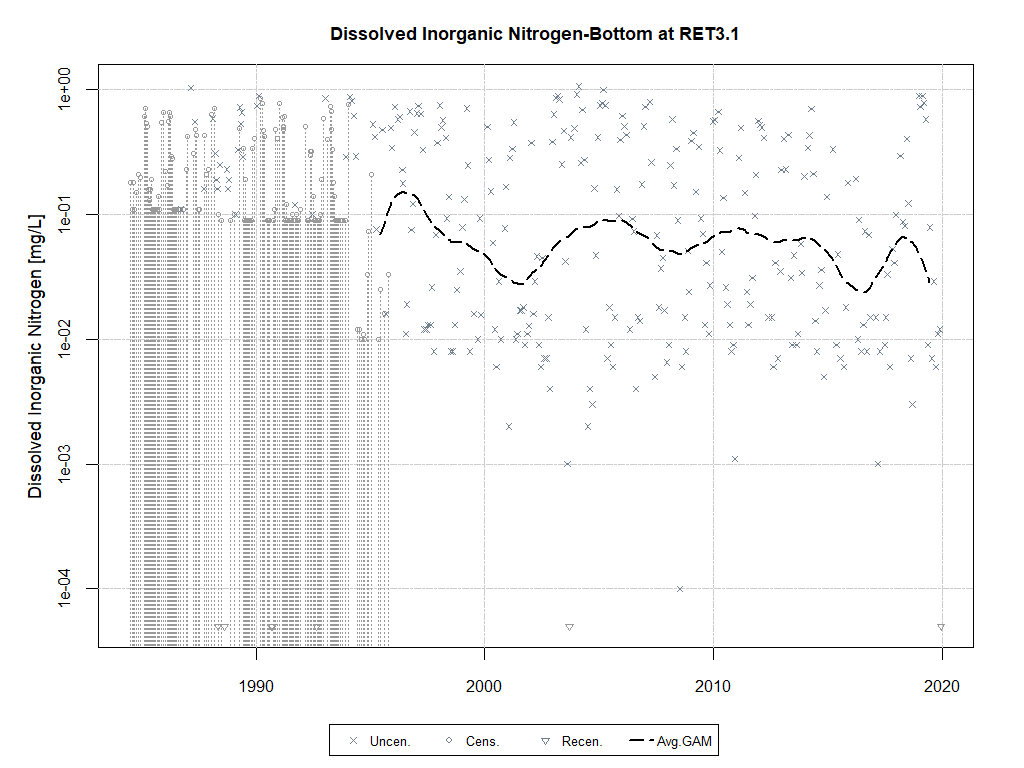 Dissolved Inorganic Nitrogen-Bottom at RET3.1
Dissolved Inorganic Nitrogen [mg/L]
1e+00
1e-01
1e-02
1e-03
1e-04
1990 2000 2010 2020
Uncen. Cens. Recen. Avg.GAM